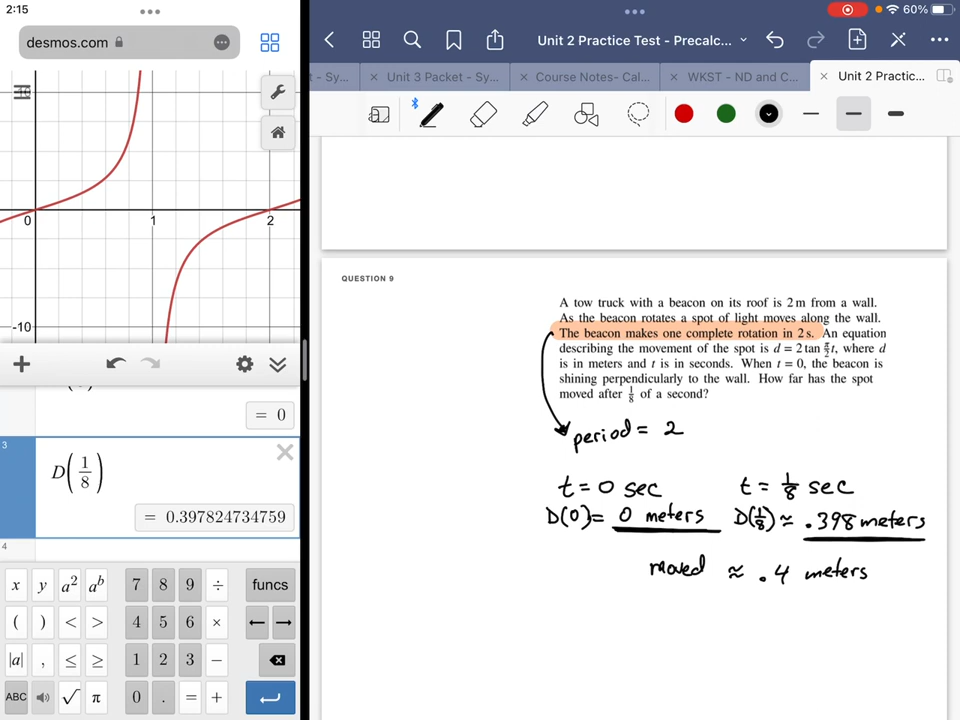 2:15
60%
desmos.com
Unit 2 Practice Test - Precalc...
t - Sy...
× Unit 3 Packet - Sy...
× Course Notes- Cal...
× WKST - ND and C...
× Unit 2 Practic...
0
1
2
-10
= 0
3
D(1/8)
= 0.397824734759
4
x y a² aᵇ 7 8 9 ÷ funcs
( ) < > 4 5 6 × ← →
|a| , ≤ ≥ 1 2 3 −
ABC √ π 0 . = +
QUESTION 9
A tow truck with a beacon on its roof is 2 m from a wall.
As the beacon rotates a spot of light moves along the wall.
The beacon makes one complete rotation in 2 s. An equation
describing the movement of the spot is d = 2 tan π/2 t, where d
is in meters and t is in seconds. When t = 0, the beacon is
shining perpendicularly to the wall. How far has the spot
moved after 1/8 of a second?
period = 2
t = 0 sec
t = 1/8 sec
D(0) = 0 meters
D(1/8) ≈ .398 meters
moved ≈ .4 meters